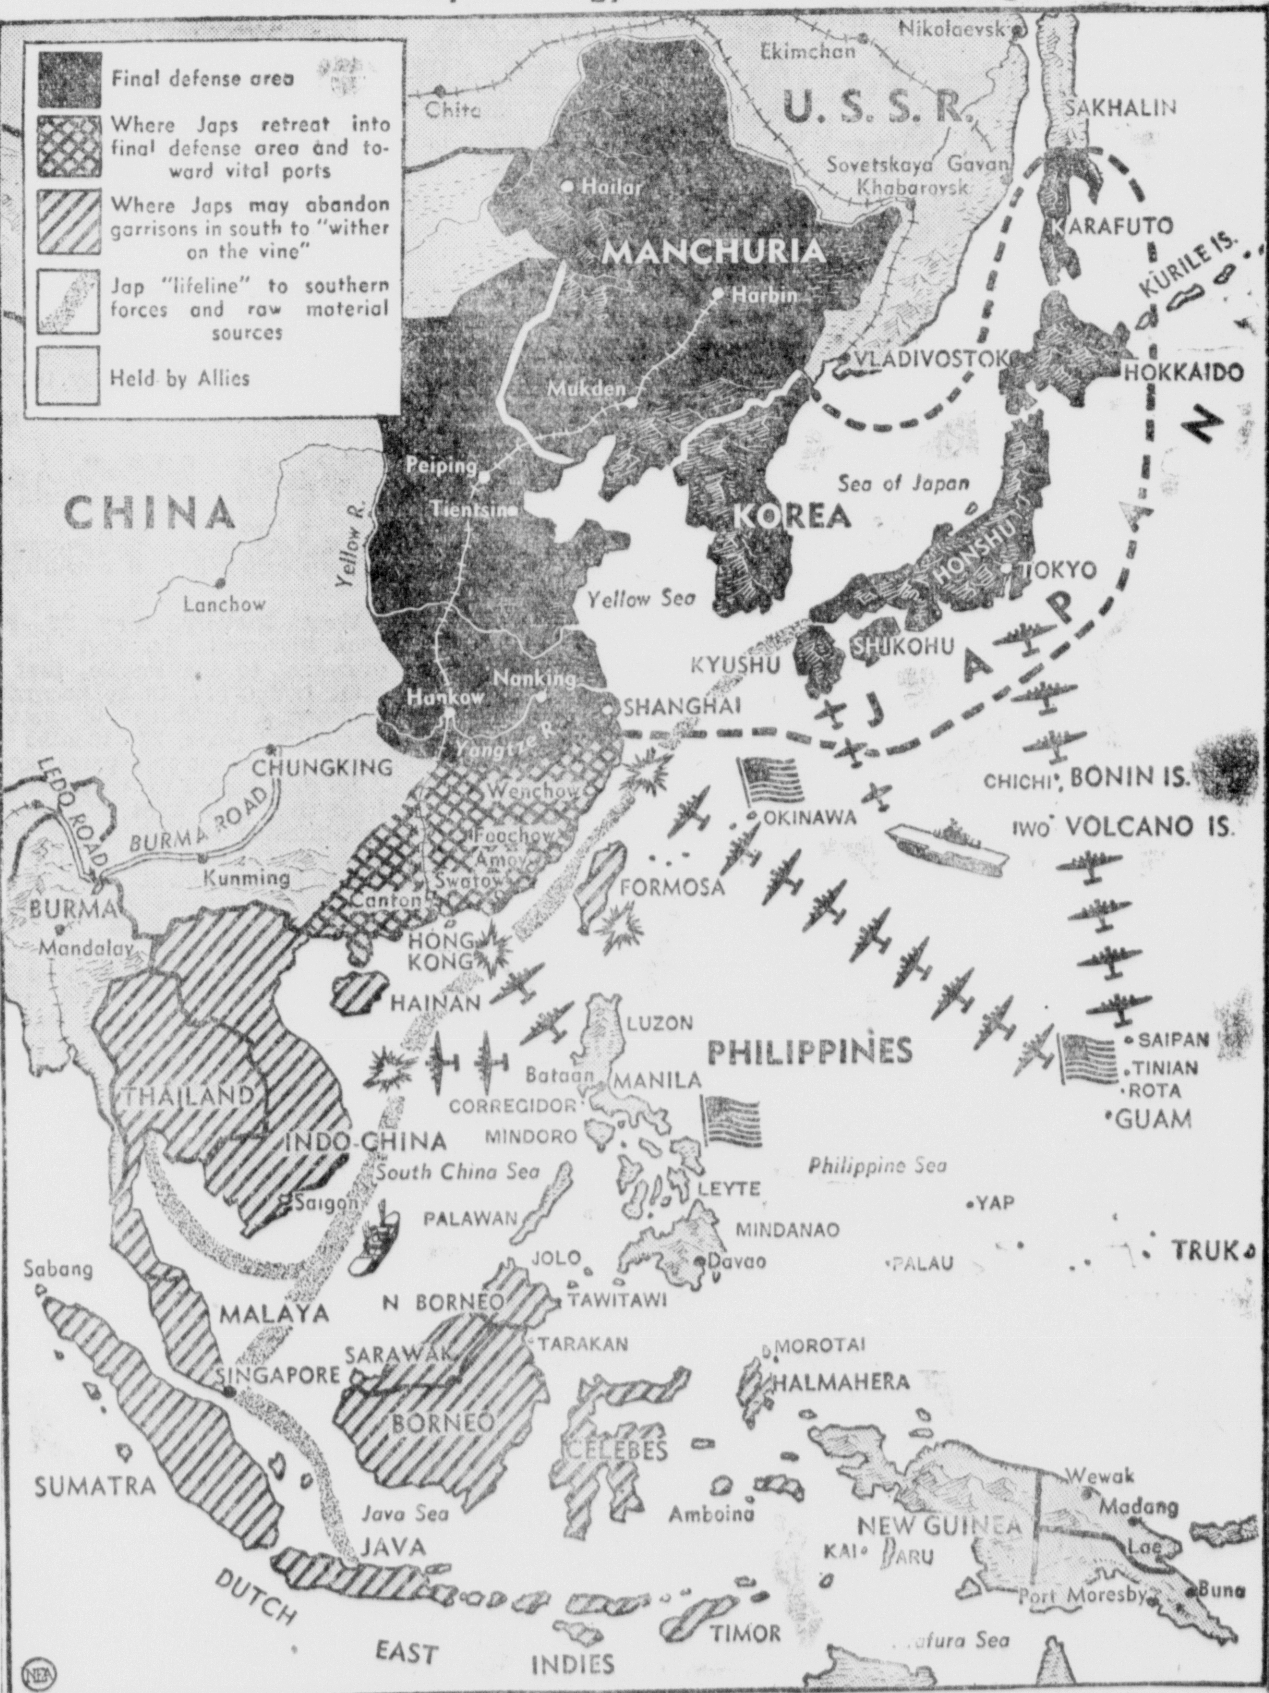 Final defense area
Where Japs retreat into
final defense area and to-
ward vital ports
Where Japs may abandon
garrisons in south to "wither
on the vine"
Jap "lifeline" to southern
forces and raw material
sources
Held by Allies
Nikolaevsk
Ekimchan
Chita
U. S. S. R.
SAKHALIN
Sovetskaya Gavan
Khabarovsk
Hailar
KARAFUTO
MANCHURIA
KURILE IS.
Harbin
VLADIVOSTOK
HOKKAIDO
Mukden
Peiping
Sea of Japan
CHINA
Tientsin
KOREA
Yellow R.
HONSHU
TOKYO
Lanchow
Yellow Sea
SHUKOHU
KYUSHU
JAPAN
Nanking
Hankow
SHANGHAI
Yangtze R.
CHUNGKING
LEDO ROAD
BURMA ROAD
Wenchow
CHICHI
BONIN IS.
OKINAWA
IWO
VOLCANO IS.
Foochow
Amoy
Kunming
Swatow
FORMOSA
Canton
BURMA
Mandalay
HONG
KONG
HAINAN
LUZON
PHILIPPINES
SAIPAN
TINIAN
ROTA
GUAM
Bataan
MANILA
THAILAND
CORREGIDOR
INDO-CHINA
MINDORO
South China Sea
Philippine Sea
Saigon
LEYTE
YAP
PALAWAN
MINDANAO
JOLO
Davao
PALAU
TRUK
Sabang
N BORNEO
TAWITAWI
MALAYA
TARAKAN
MOROTAI
SARAWAK
SINGAPORE
HALMAHERA
BORNEO
CELEBES
SUMATRA
Wewak
Java Sea
Amboina
Madang
NEW GUINEA
JAVA
KAI
DARU
Lae
DUTCH
Port Moresby
Buna
TIMOR
afura Sea
EAST
INDIES
NEA